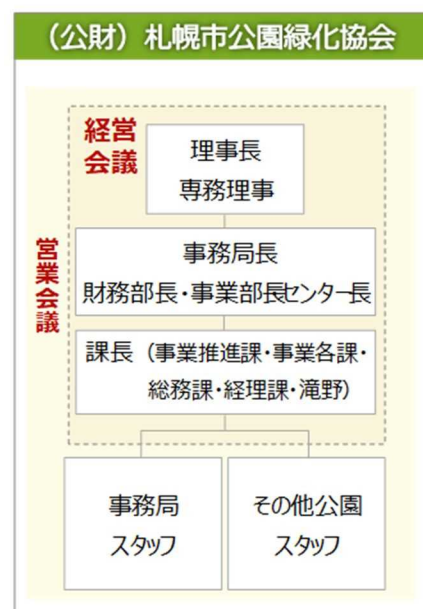 （公財）札幌市公園緑化協会
経営
会議
理事長
専務理事
営業会議
事務局長
財務部長・事業部長センター長
課長（事業推進課・事業各課・
総務課・経理課・滝野）
事務局
スタッフ
その他公園
スタッフ